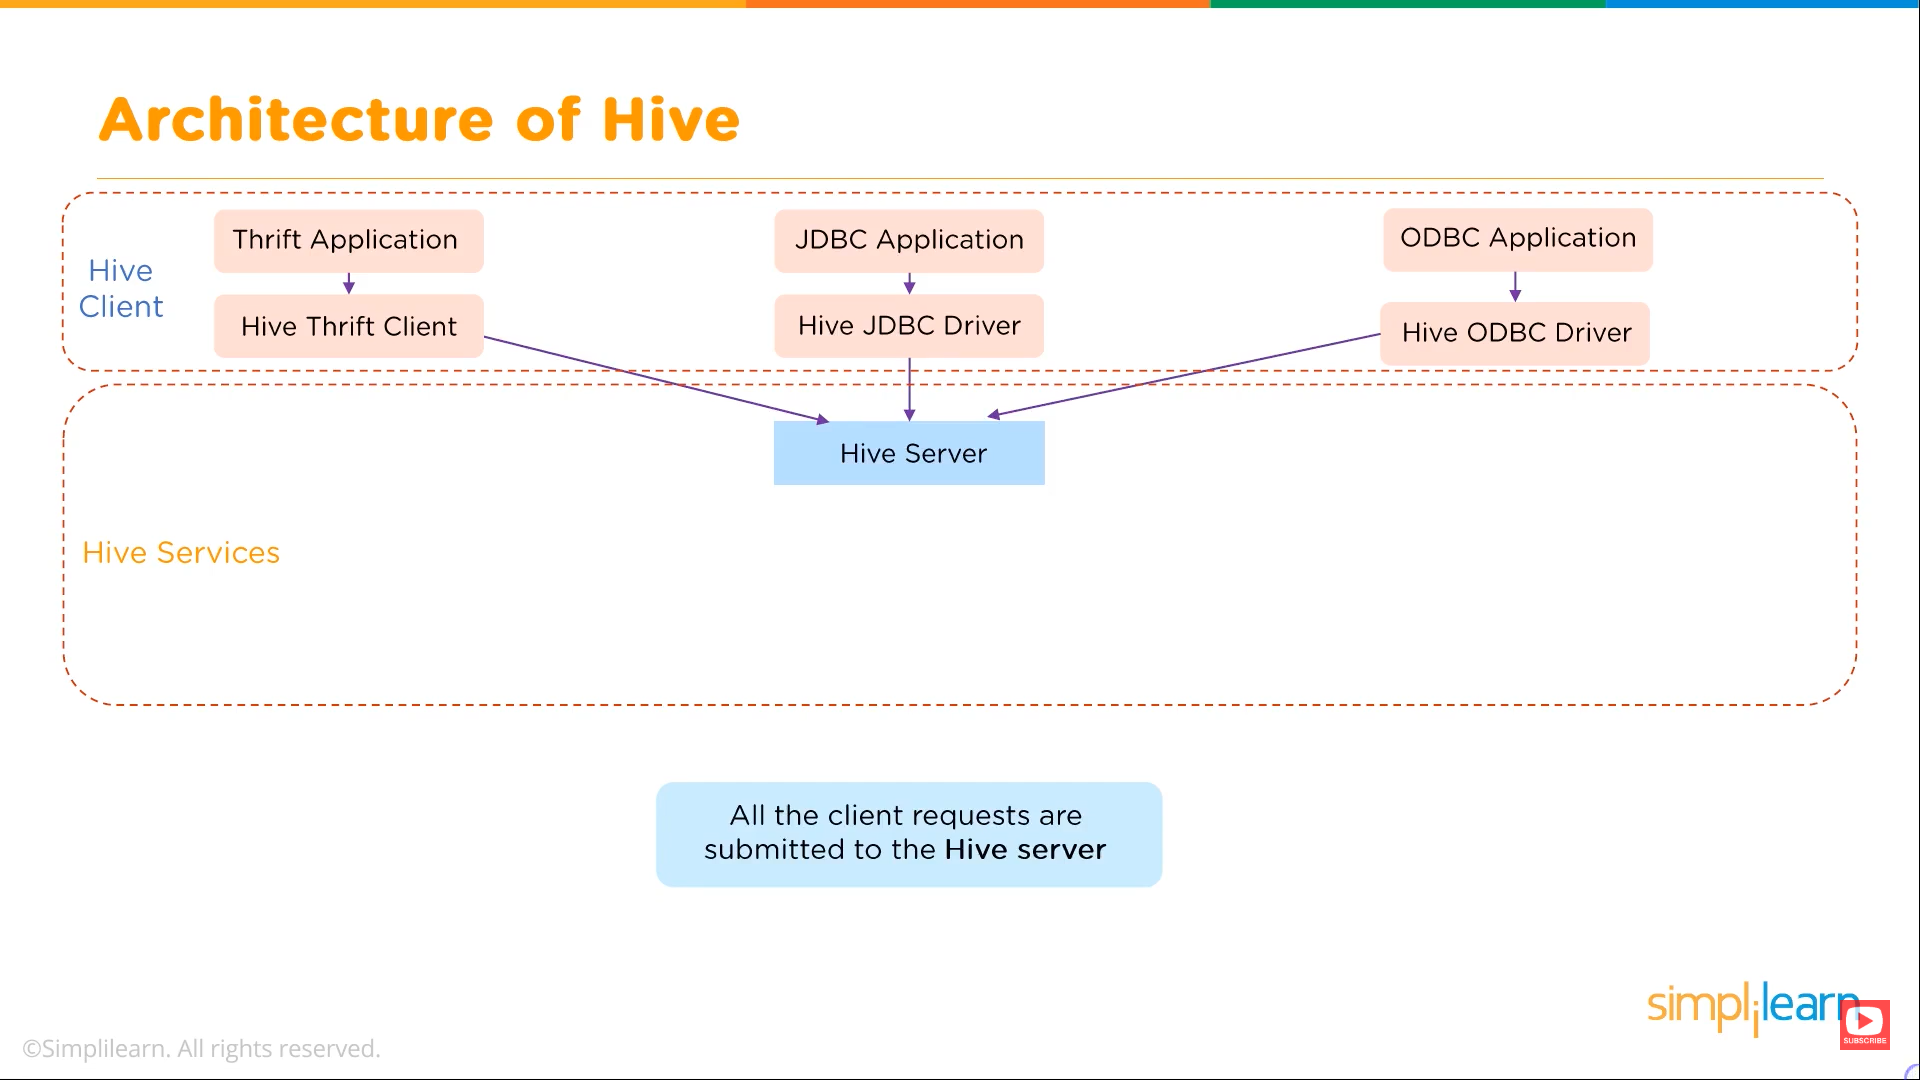 Architecture of Hive
Thrift Application
JDBC Application
ODBC Application
Hive
Client
Hive Thrift Client
Hive JDBC Driver
Hive ODBC Driver
Hive Server
Hive Services
All the client requests are
submitted to the Hive server
simplilearn
SUBSCRIBE
©Simplilearn. All rights reserved.